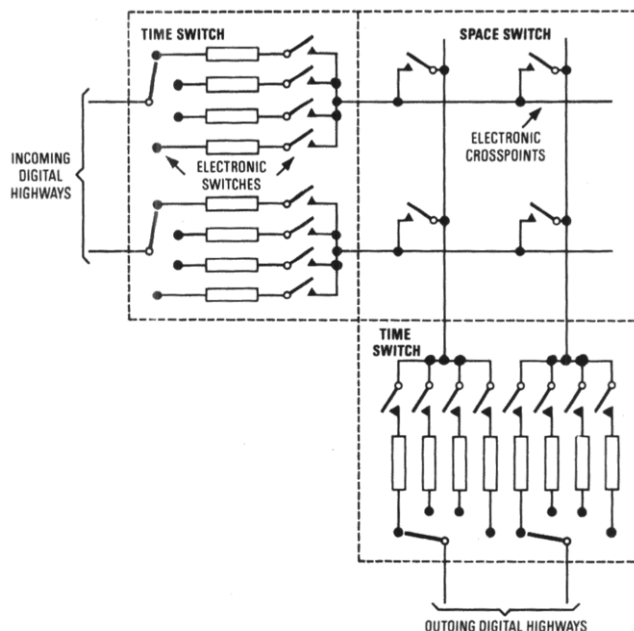 TIME SWITCH
SPACE SWITCH
INCOMING
DIGITAL
HIGHWAYS
ELECTRONIC
SWITCHES
ELECTRONIC
CROSSPOINTS
TIME
SWITCH
OUTOING DIGITAL HIGHWAYS